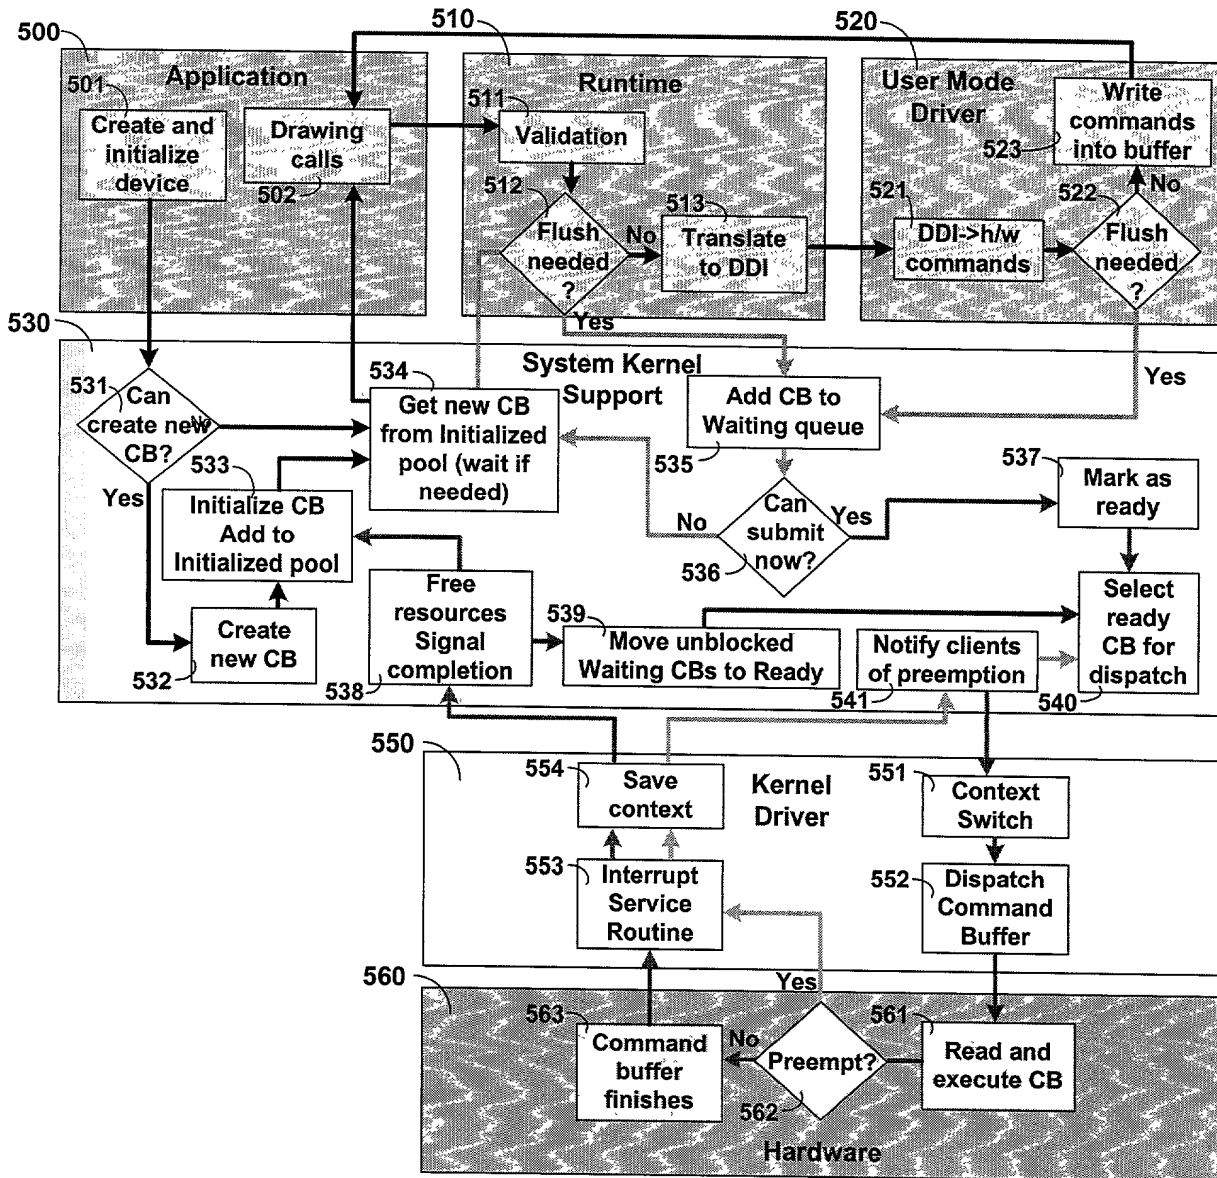 500
510
520
Application
501
Create and
initialize
device
Drawing
calls
502
Runtime
511
Validation
512
Flush
needed
?
No
Yes
513
Translate
to DDI
User Mode
Driver
Write
commands
into buffer
523
No
521
DDI->h/w
commands
522
Flush
needed
?
Yes
530
System Kernel
Support
531
Can
create new
CB?
No
Yes
534
Get new CB
from Initialized
pool (wait if
needed)
Add CB to
Waiting queue
535
533
Initialize CB
Add to
Initialized pool
Can
submit
now?
536
No
Yes
537
Mark as
ready
Create
new CB
532
Free
resources
Signal
completion
538
539
Move unblocked
Waiting CBs to Ready
Notify clients
of preemption
541
Select
ready
CB for
dispatch
540
550
554
Save
context
Kernel
Driver
551
Context
Switch
553
Interrupt
Service
Routine
552
Dispatch
Command
Buffer
Yes
560
563
Command
buffer
finishes
No
Preempt?
562
561
Read and
execute CB
Hardware